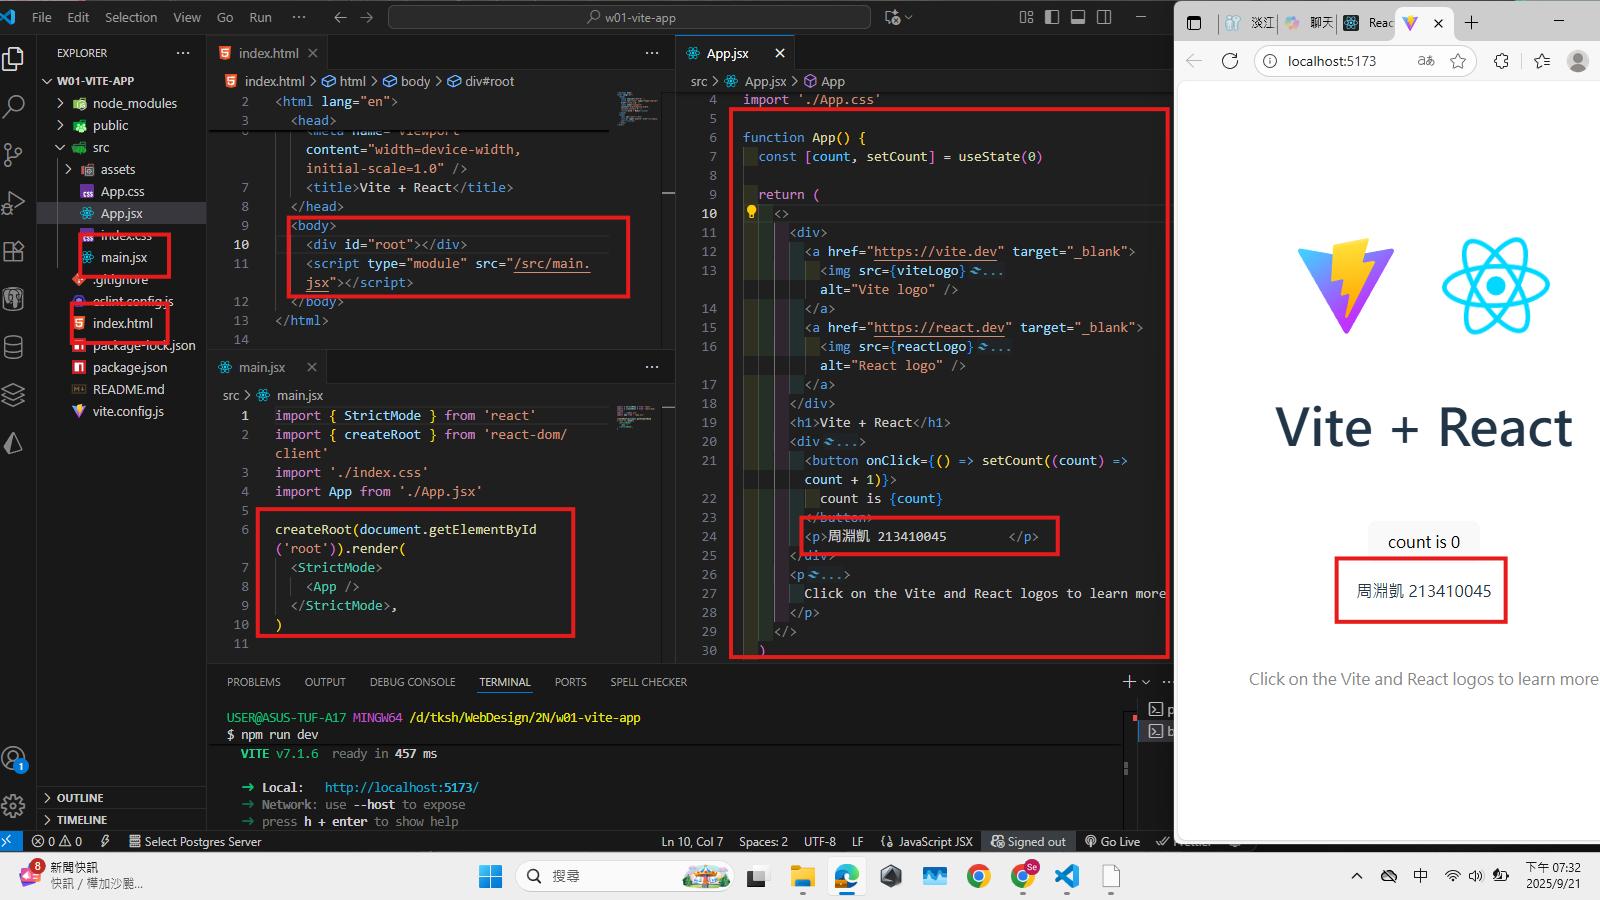 File Edit Selection View Go Run ··· w01-vite-app
EXPLORER ···
W01-VITE-APP
node_modules
public
src
assets
App.css
App.jsx
index.css
main.jsx
.gitignore
eslint.config.js
index.html
package-lock.json
package.json
README.md
vite.config.js
OUTLINE
TIMELINE
index.html
index.html > html > body > div#root
2 <html lang="en">
3 <head>
content="width=device-width,
initial-scale=1.0" />
7 <title>Vite + React</title>
8 </head>
9 <body>
10 <div id="root"></div>
11 <script type="module" src="/src/main.
jsx"></script>
12 </body>
13 </html>
14
main.jsx
src > main.jsx
1 import { StrictMode } from 'react'
2 import { createRoot } from 'react-dom/
client'
3 import './index.css'
4 import App from './App.jsx'
5
6 createRoot(document.getElementById
('root')).render(
7 <StrictMode>
8 <App />
9 </StrictMode>,
10 )
11
App.jsx
src > App.jsx > App
4 import './App.css'
5
6 function App() {
7 const [count, setCount] = useState(0)
8
9 return (
10 <>
11 <div>
12 <a href="https://vite.dev" target="_blank">
13 <img src={viteLogo} ...
alt="Vite logo" />
14 </a>
15 <a href="https://react.dev" target="_blank">
16 <img src={reactLogo} ...
alt="React logo" />
17 </a>
18 </div>
19 <h1>Vite + React</h1>
20 <div ...>
21 <button onClick={() => setCount((count) =>
count + 1)}>
22 count is {count}
23 </button>
24 <p>周淵凱 213410045 </p>
25 </div>
26 <p ...>
27 Click on the Vite and React logos to learn more
28 </p>
29 </>
30 )
PROBLEMS OUTPUT DEBUG CONSOLE TERMINAL PORTS SPELL CHECKER
USER@ASUS-TUF-A17 MINGW64 /d/tksh/WebDesign/2N/w01-vite-app
$ npm run dev
VITE v7.1.6 ready in 457 ms
➜ Local: http://localhost:5173/
➜ Network: use --host to expose
➜ press h + enter to show help
0 0 Select Postgres Server Ln 10, Col 7 Spaces: 2 UTF-8 LF {} JavaScript JSX Signed out Go Live
淡江 聊天 Reac
localhost:5173 aあ
Vite + React
count is 0
周淵凱 213410045
Click on the Vite and React logos to learn more
8 新聞快訊
快訊 / 樺加沙颱...
搜尋
Se
中
下午 07:32
2025/9/21